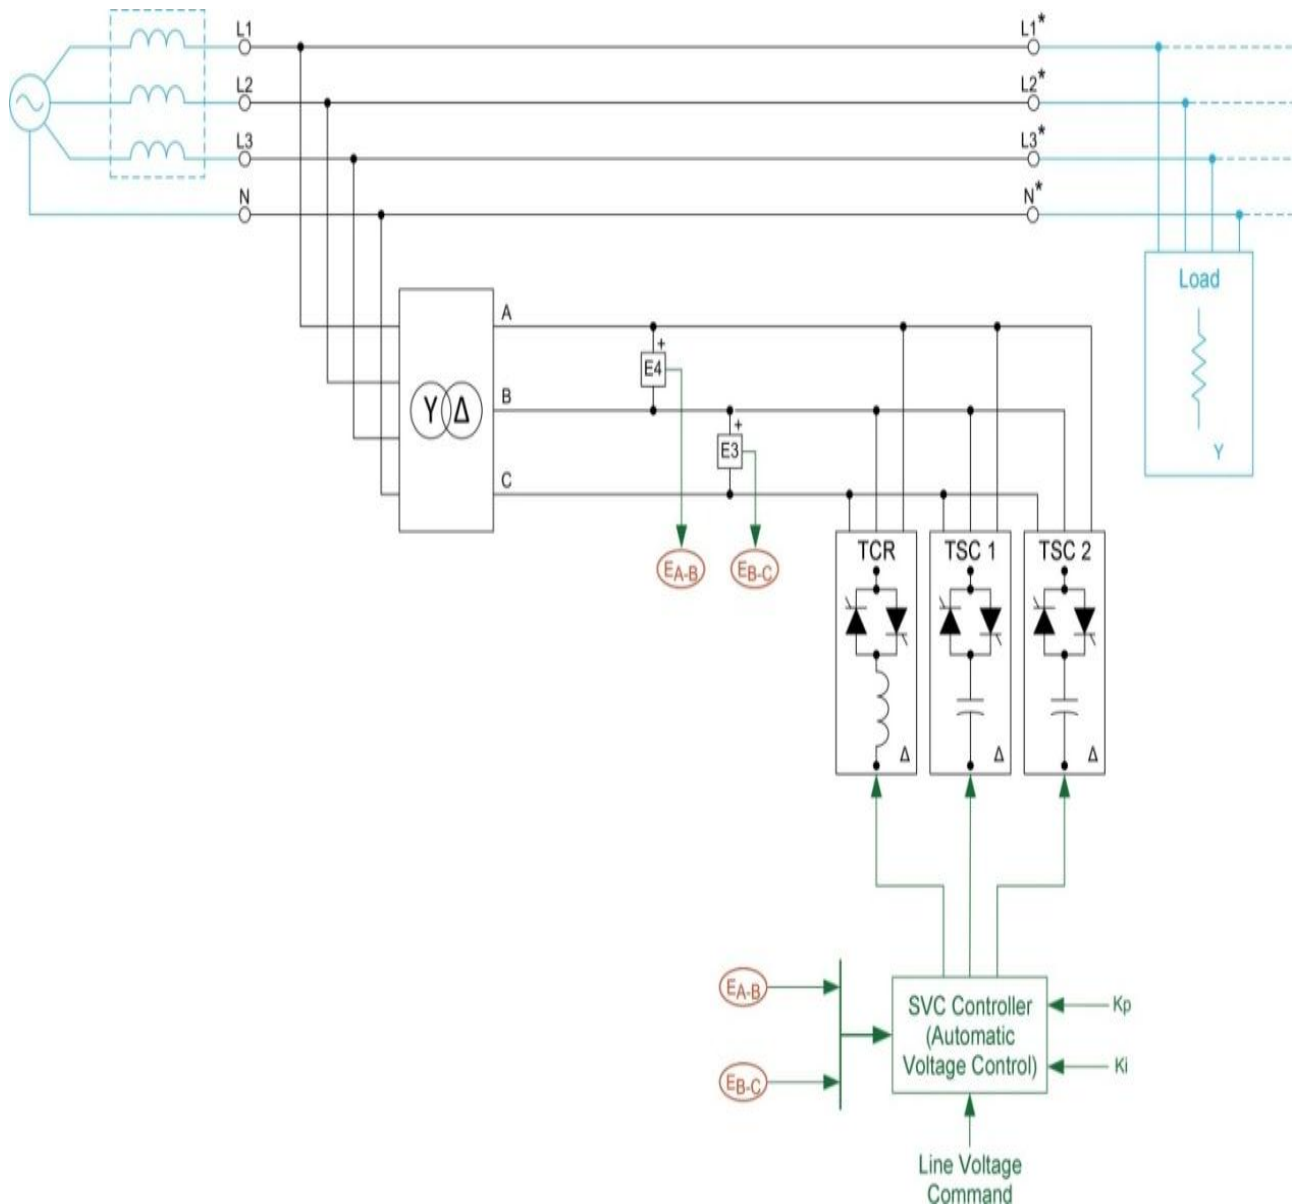 L1
L1*
L2
L2*
L3
L3*
N
N*
Load
Y
A
B
C
Y Δ
+
E4
+
E3
EA-B
EB-C
TCR
TSC 1
TSC 2
Δ
Δ
Δ
EA-B
EB-C
SVC Controller
(Automatic
Voltage Control)
Kp
Ki
Line Voltage
Command